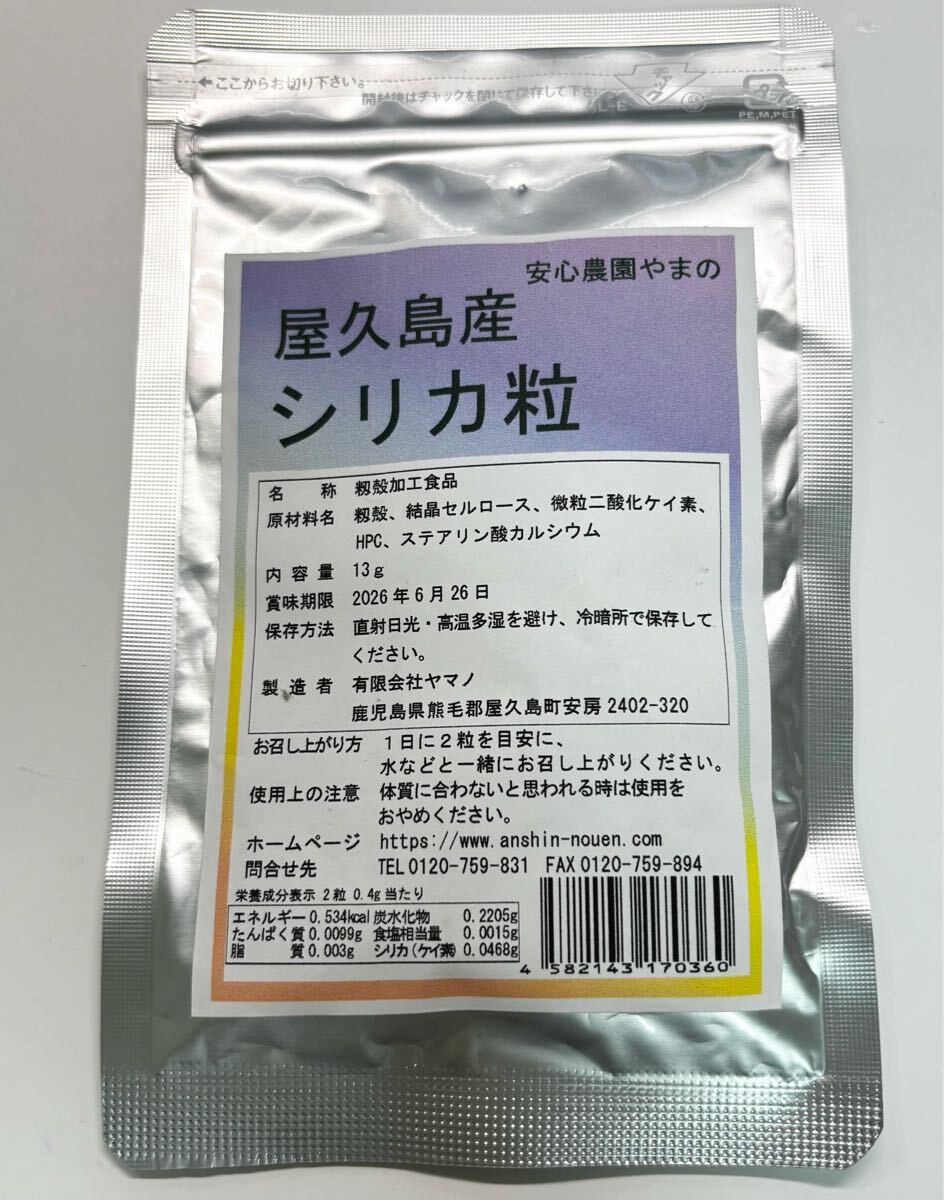 ←ここからお切り下さい。
開封後はチャックを閉じて保存して下さい
チャック
PE,M,PET
安心農園やまの
屋久島産
シリカ粒
名称 籾殻加工食品
原材料名 籾殻、結晶セルロース、微粒二酸化ケイ素、
HPC、ステアリン酸カルシウム
内容量 13g
賞味期限 2026年6月26日
保存方法 直射日光・高温多湿を避け、冷暗所で保存して
ください。
製造者 有限会社ヤマノ
鹿児島県熊毛郡屋久島町安房2402-320
お召し上がり方 1日に2粒を目安に、
水などと一緒にお召し上がりください。
使用上の注意 体質に合わないと思われる時は使用を
おやめください。
ホームページ https://www.anshin-nouen.com
問合せ先 TEL0120-759-831 FAX0120-759-894
栄養成分表示 2粒 0.4g当たり
エネルギー 0.534kcal 炭水化物 0.2205g
たんぱく質 0.0099g 食塩相当量 0.0015g
脂質 0.003g シリカ(ケイ素) 0.0468g
4 582143 170360